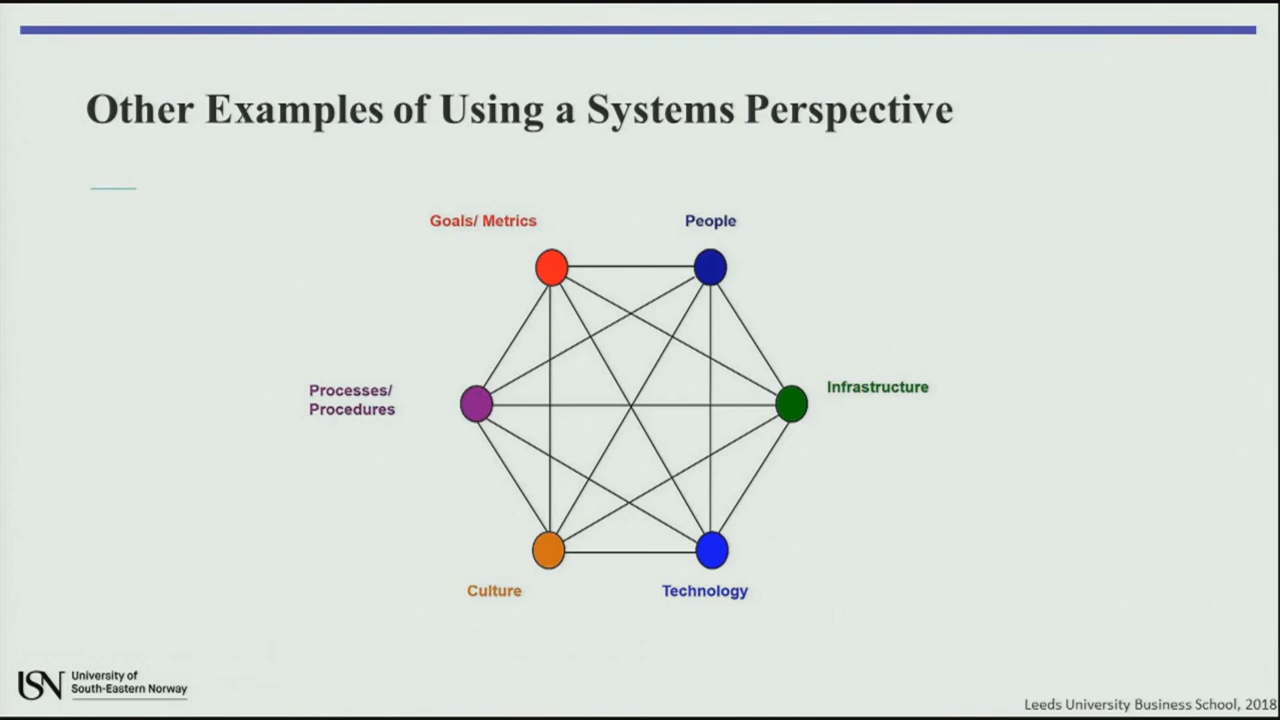 Other Examples of Using a Systems Perspective
Goals/ Metrics
People
Processes/
Procedures
Infrastructure
Culture
Technology
USN University of
South-Eastern Norway
Leeds University Business School, 2018